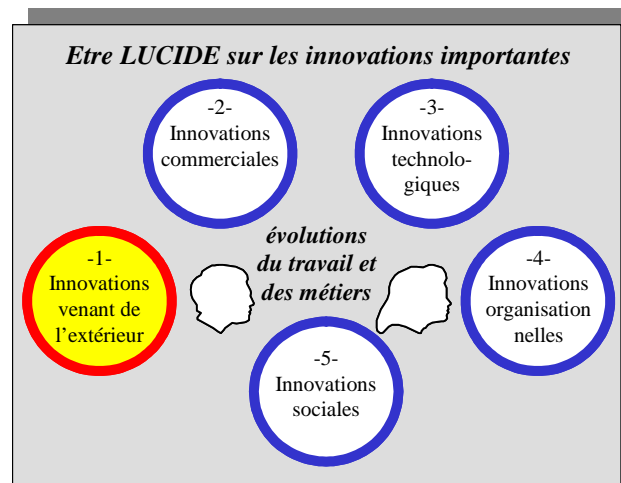 Etre LUCIDE sur les innovations importantes
-1-
Innovations
venant de
l’extérieur
-2-
Innovations
commerciales
-3-
Innovations
technolo-
giques
-4-
Innovations
organisation
nelles
-5-
Innovations
sociales
évolutions
du travail et
des métiers